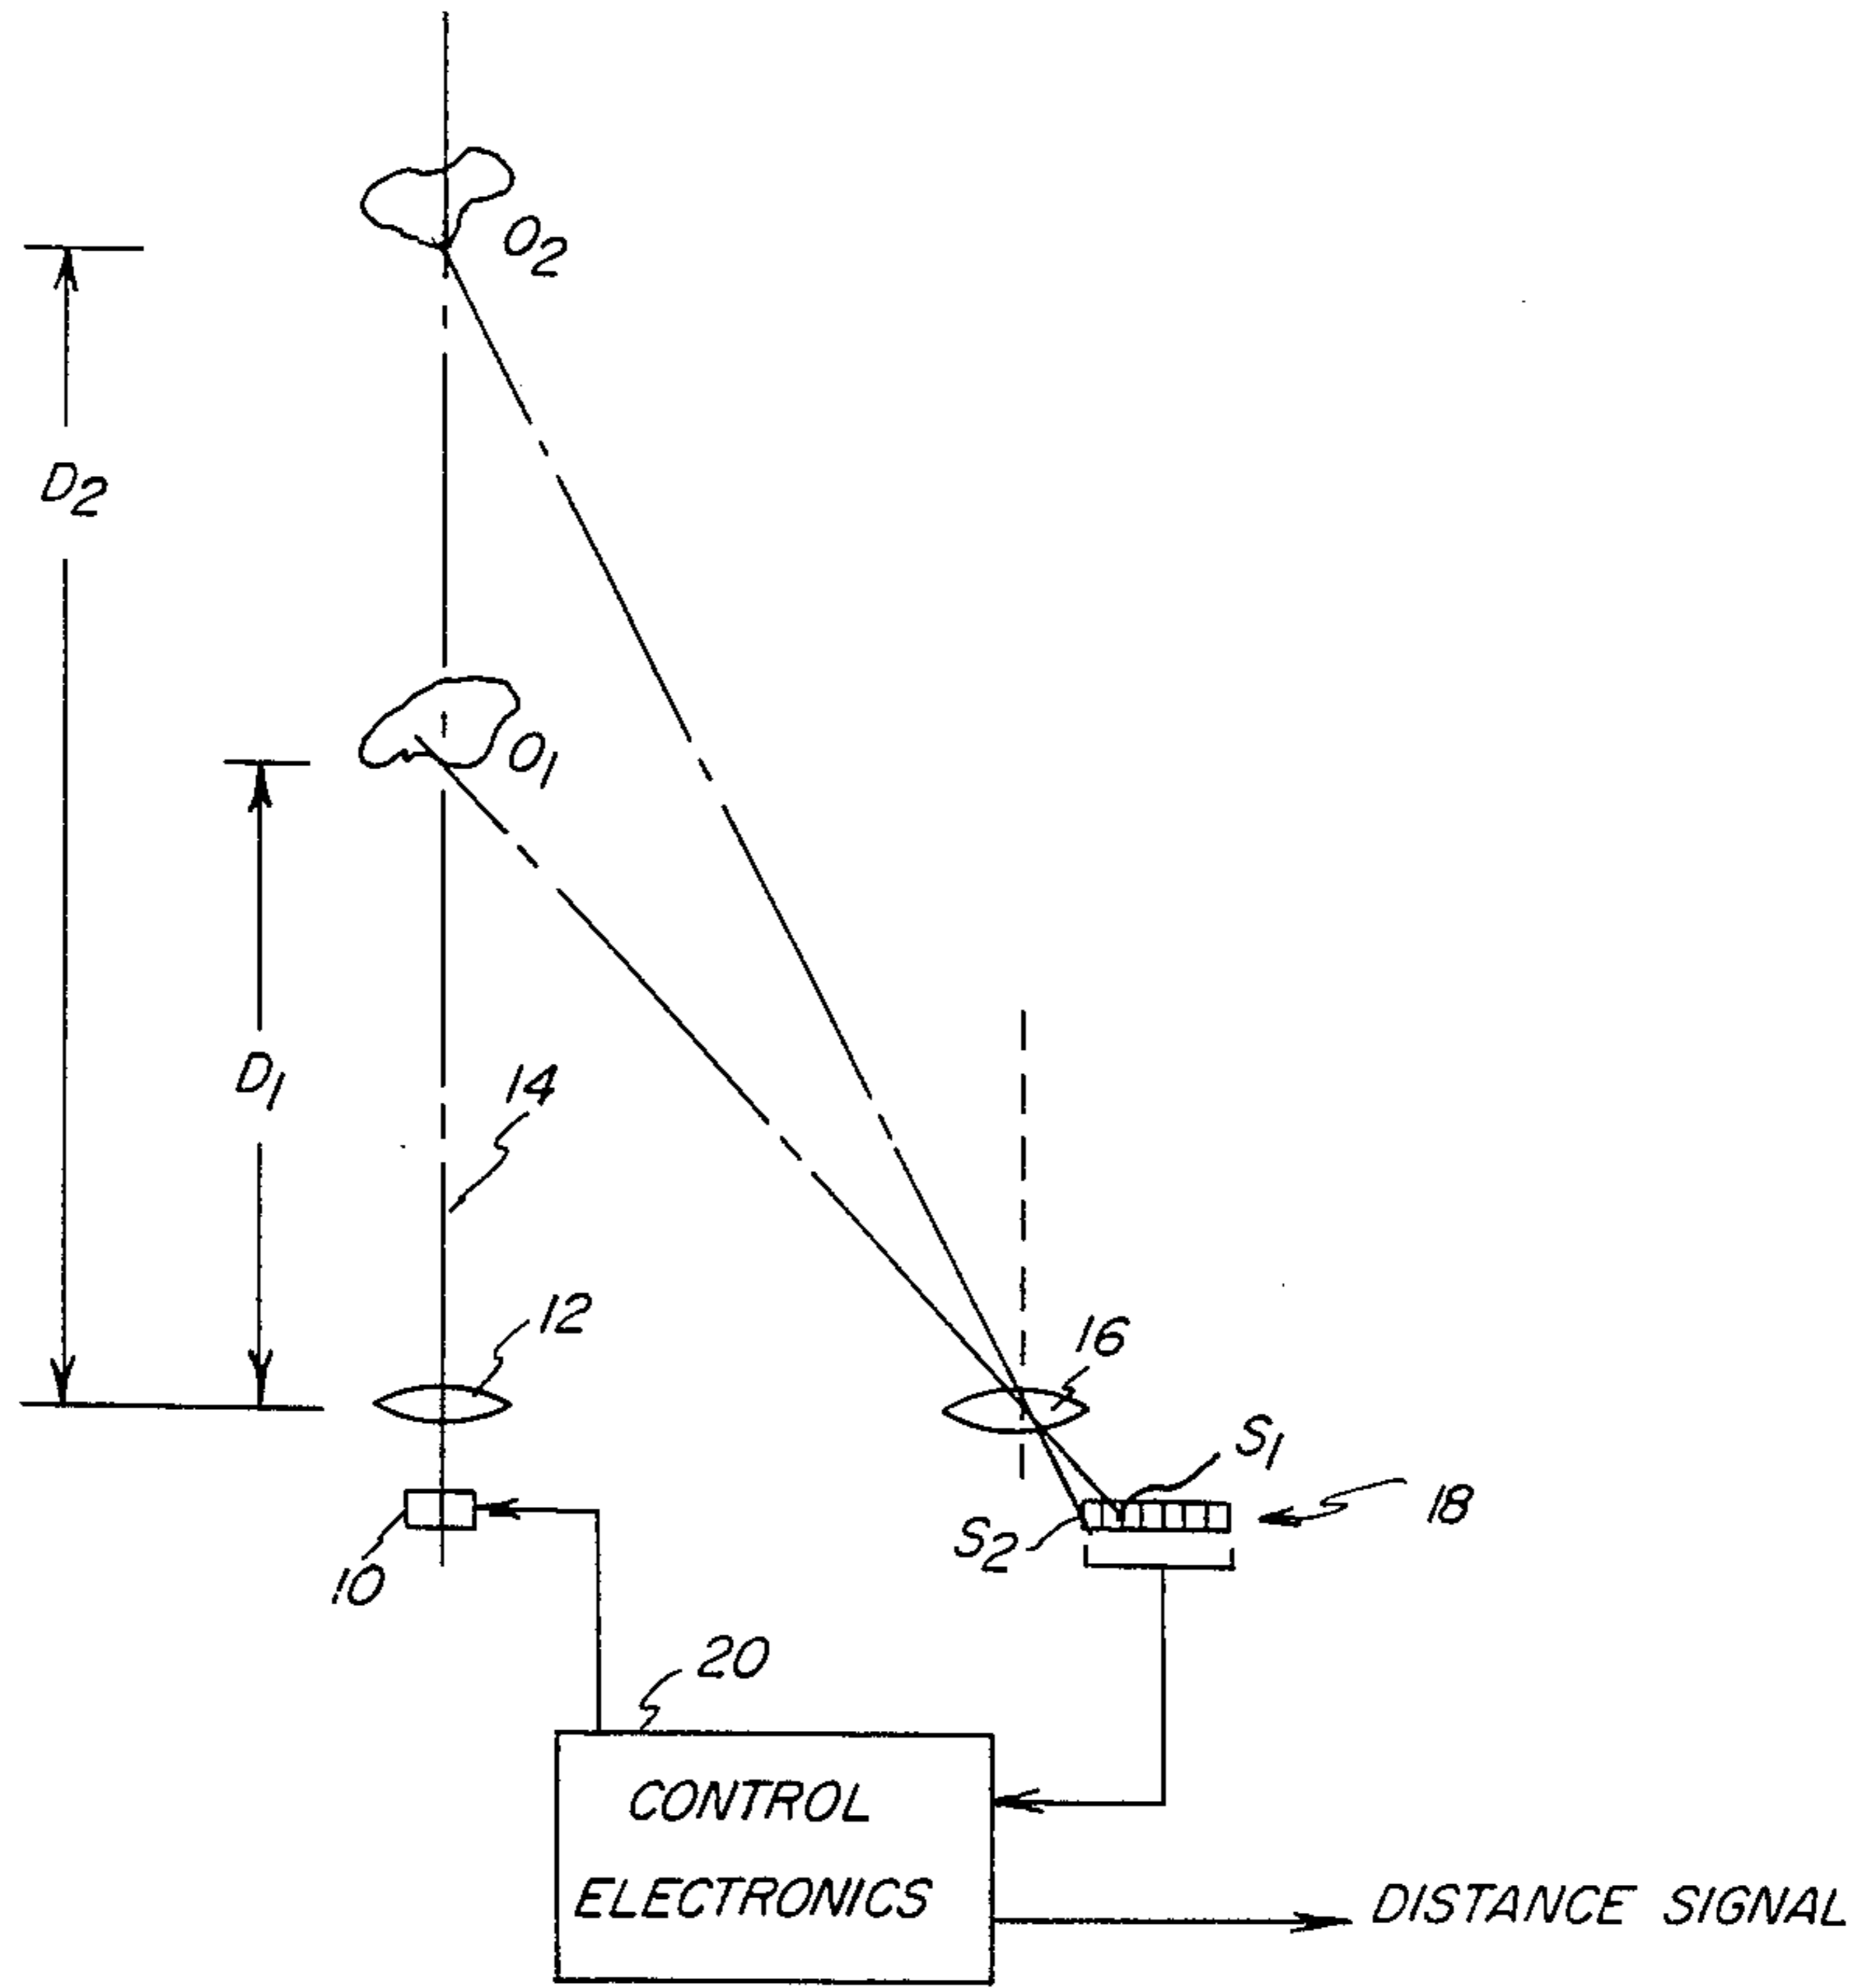 O2
D2
O1
D1
14
12
16
S1
18
S2
10
20
CONTROL
ELECTRONICS
DISTANCE SIGNAL